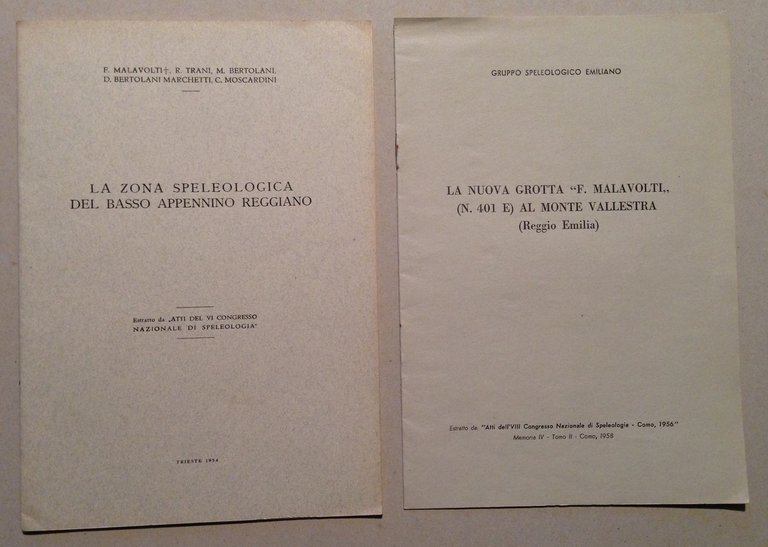 F. MALAVOLTI †, R. TRANI, M. BERTOLANI,
D. BERTOLANI MARCHETTI, C. MOSCARDINI
LA ZONA SPELEOLOGICA
DEL BASSO APPENNINO REGGIANO
Estratto da „ATTI DEL VI CONGRESSO
NAZIONALE DI SPELEOLOGIA"
TRIESTE 1954
GRUPPO SPELEOLOGICO EMILIANO
LA NUOVA GROTTA “F. MALAVOLTI„
(N. 401 E) AL MONTE VALLESTRA
(Reggio Emilia)
Estratto da "Atti dell'VIII Congresso Nazionale di Speleologia - Como, 1956"
Memoria IV - Tomo II - Como, 1958